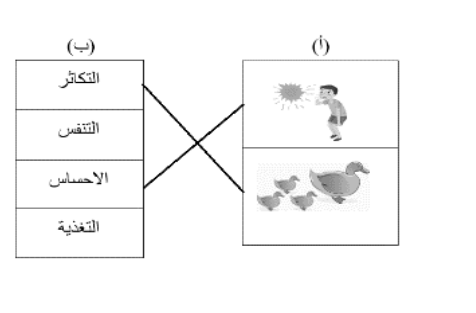 (أ)
(ب)
التكاثر
التنفس
الاحساس
التغذية